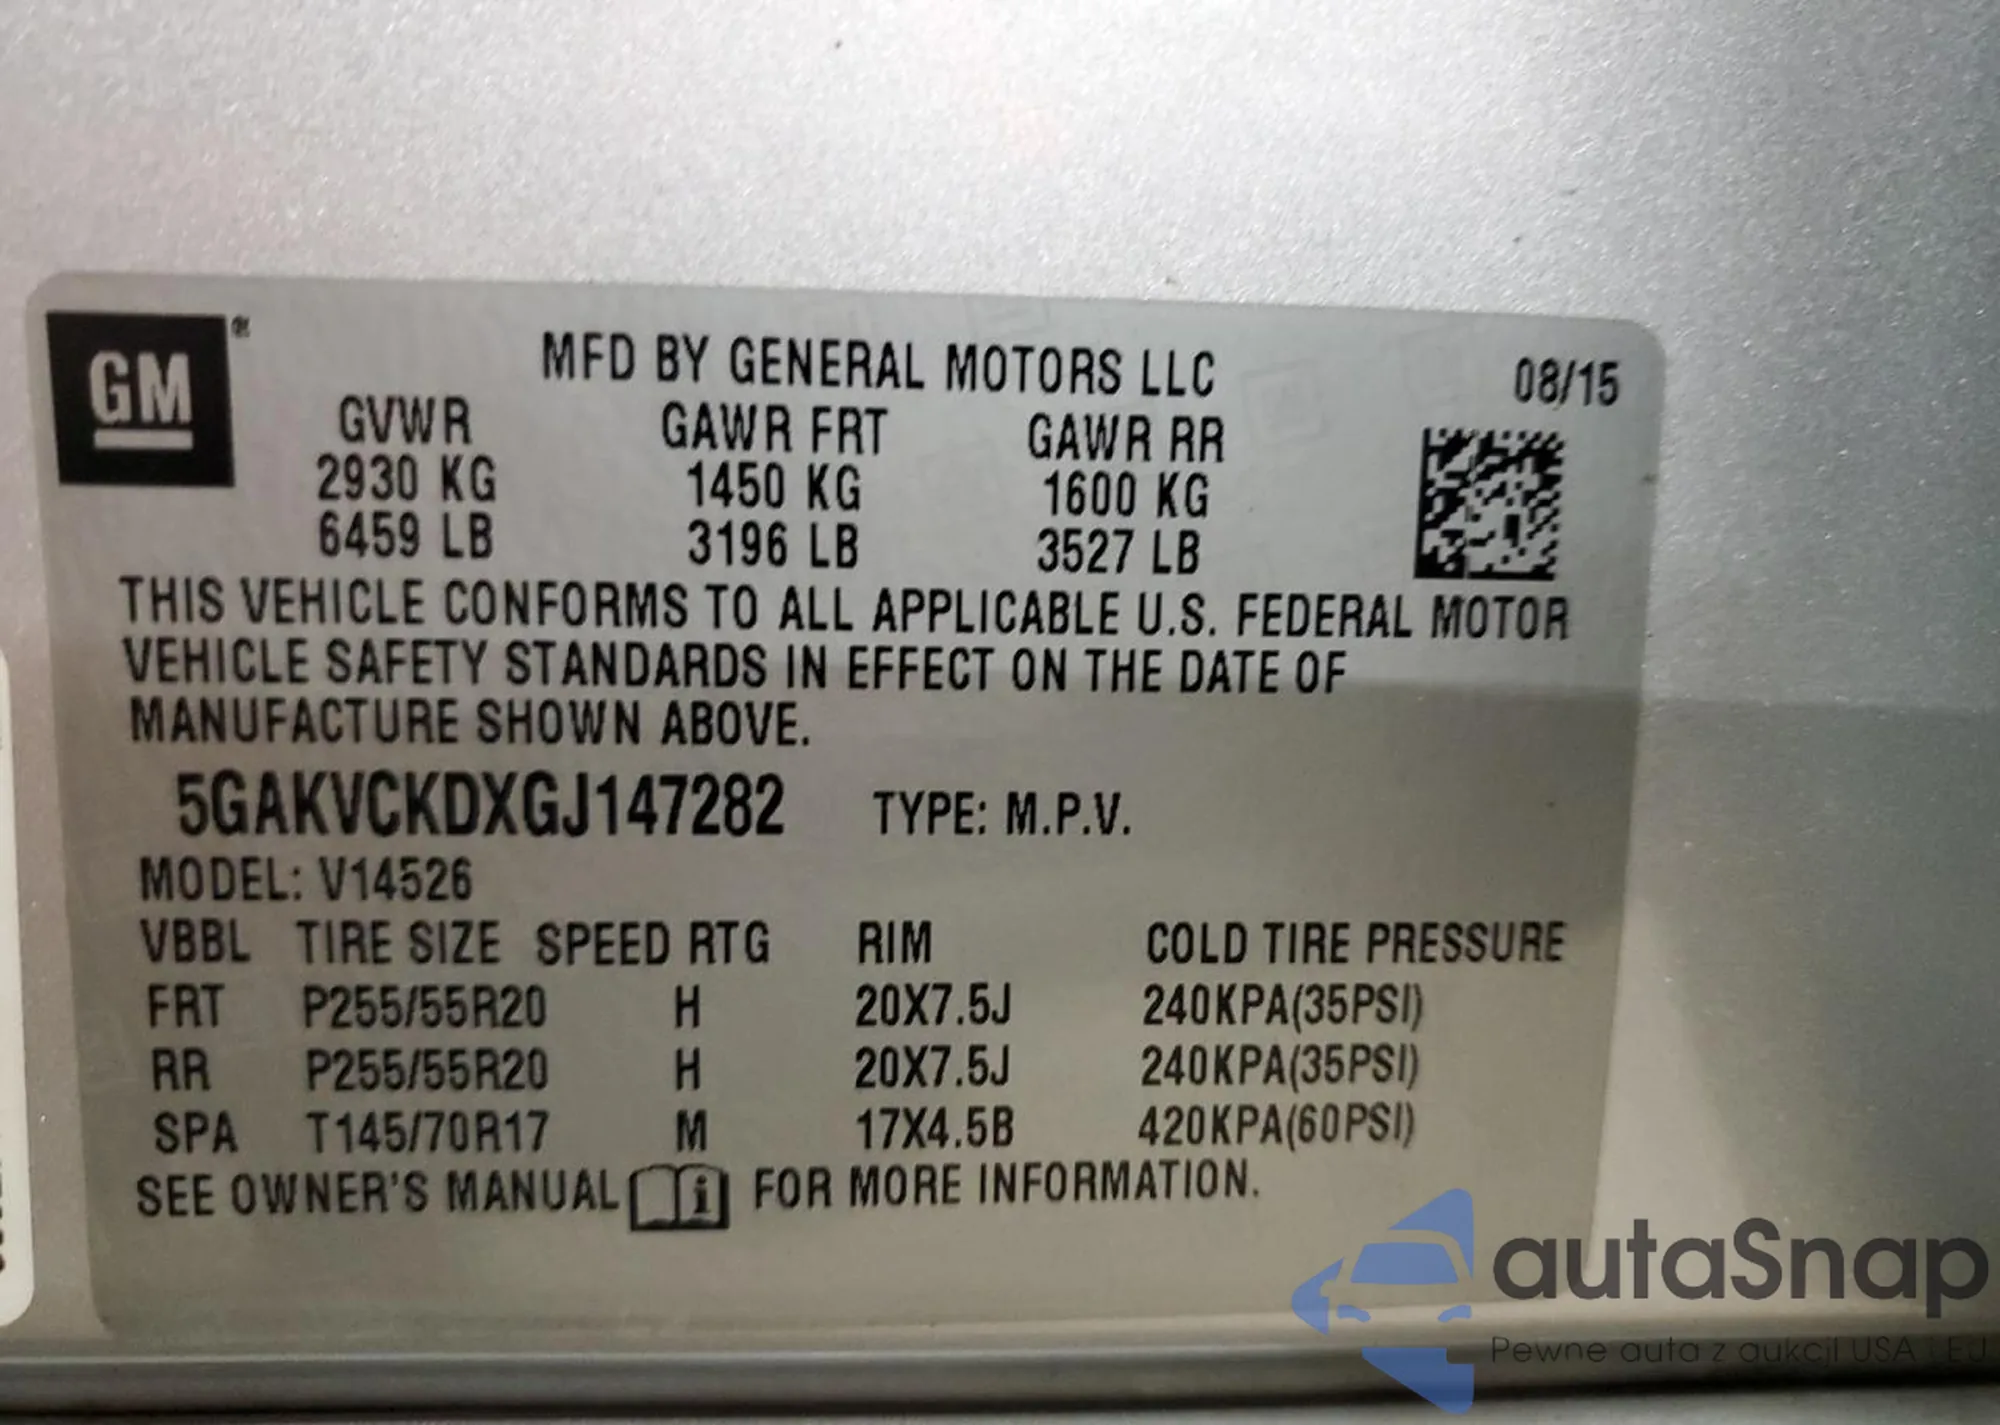 GM®
MFD BY GENERAL MOTORS LLC 08/15
GVWR GAWR FRT GAWR RR
2930 KG 1450 KG 1600 KG
6459 LB 3196 LB 3527 LB
THIS VEHICLE CONFORMS TO ALL APPLICABLE U.S. FEDERAL MOTOR
VEHICLE SAFETY STANDARDS IN EFFECT ON THE DATE OF
MANUFACTURE SHOWN ABOVE.
5GAKVCKDXGJ147282 TYPE: M.P.V.
MODEL: V14526
VBBL TIRE SIZE SPEED RTG RIM COLD TIRE PRESSURE
FRT P255/55R20 H 20X7.5J 240KPA(35PSI)
RR P255/55R20 H 20X7.5J 240KPA(35PSI)
SPA T145/70R17 M 17X4.5B 420KPA(60PSI)
SEE OWNER'S MANUAL i FOR MORE INFORMATION.
autaSnap
Pewne auta z aukcji USA i EU